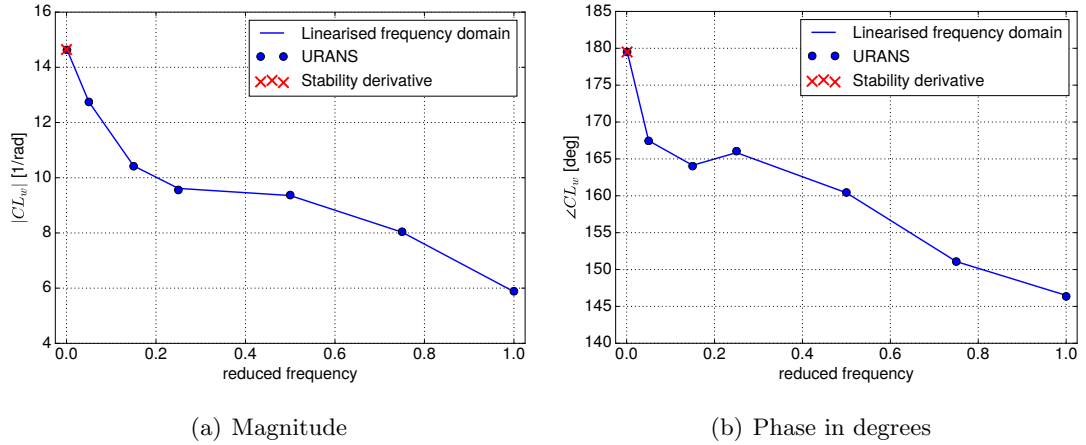 16
14
12
10
8
6
4
|CL_w| [1/rad]
0.0 0.2 0.4 0.6 0.8 1.0
reduced frequency
Linearised frequency domain
URANS
Stability derivative
(a) Magnitude
185
180
175
170
165
160
155
150
145
140
∠CL_w [deg]
0.0 0.2 0.4 0.6 0.8 1.0
reduced frequency
Linearised frequency domain
URANS
Stability derivative
(b) Phase in degrees